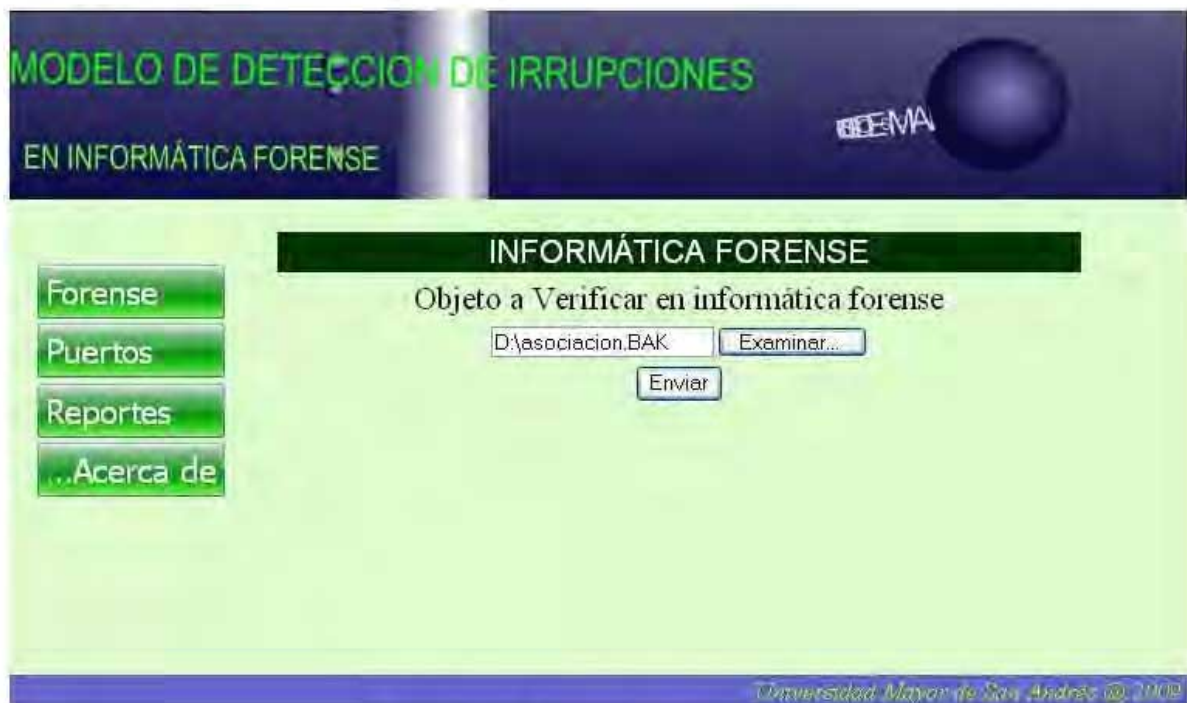 MODELO DE DETECCION DE IRRUPCIONES
EN INFORMÁTICA FORENSE
INFORMÁTICA FORENSE
Objeto a Verificar en informática forense
D:\asociacion.BAK
Examinar...
Enviar
Forense
Puertos
Reportes
...Acerca de
Universidad Mayor de San Andrés @ 2009